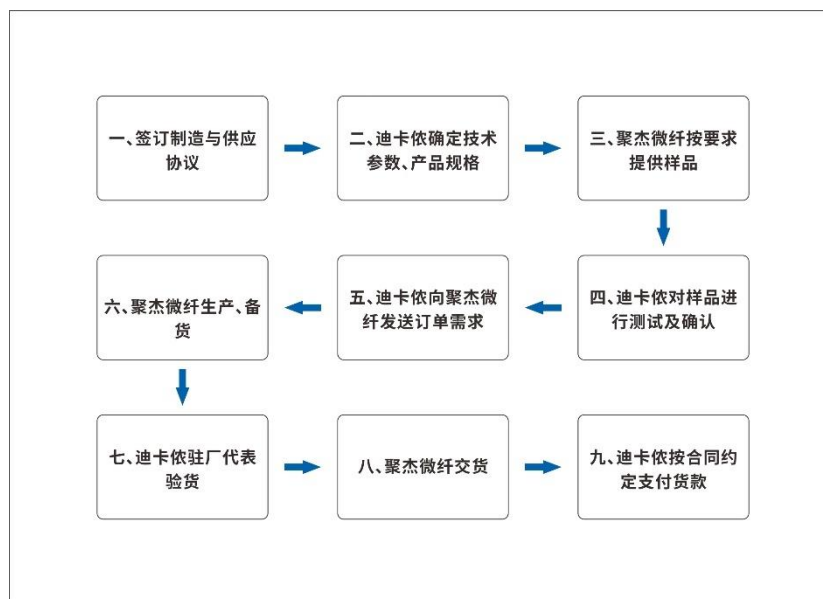 一、签订制造与供应
协议
二、迪卡侬确定技术
参数、产品规格
三、聚杰微纤按要求
提供样品
四、迪卡侬对样品进
行测试及确认
五、迪卡侬向聚杰微
纤发送订单需求
六、聚杰微纤生产、备
货
七、迪卡侬驻厂代表
验货
八、聚杰微纤交货
九、迪卡侬按合同约
定支付货款